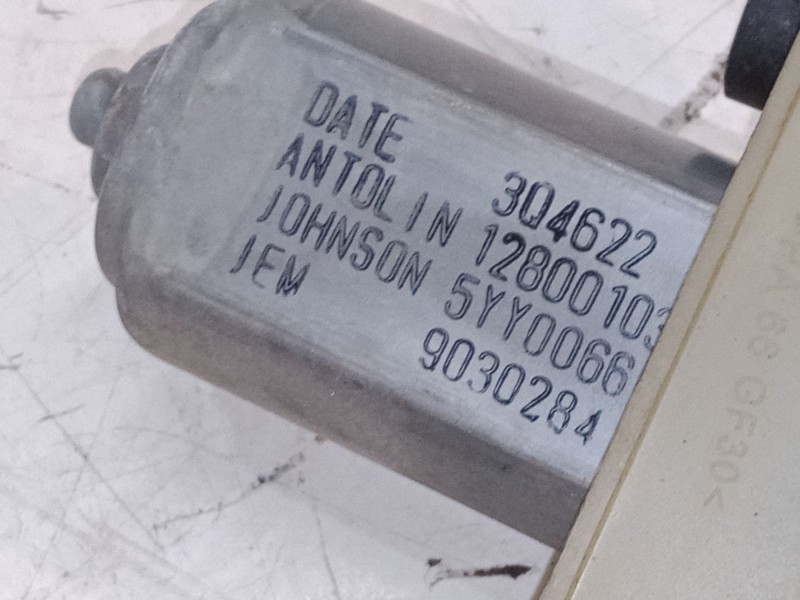 DATE 3Q4622
ANTOLIN 12800103
JOHNSON 5YY0066
JEM 9030284
66 GF30<